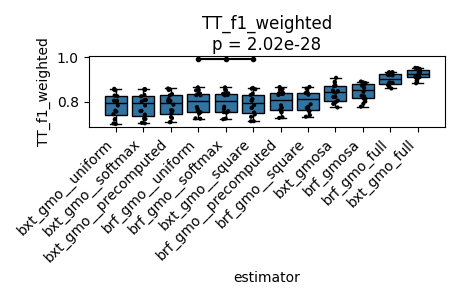 TT_f1_weighted
p = 2.02e-28
TT_f1_weighted
1.0
0.8
bxt_gmo__uniform
bxt_gmo__softmax
bxt_gmo__precomputed
brf_gmo__uniform
brf_gmo__softmax
bxt_gmo__square
brf_gmo__precomputed
brf_gmo__square
bxt_gmosa
brf_gmosa
brf_gmo_full
bxt_gmo_full
estimator